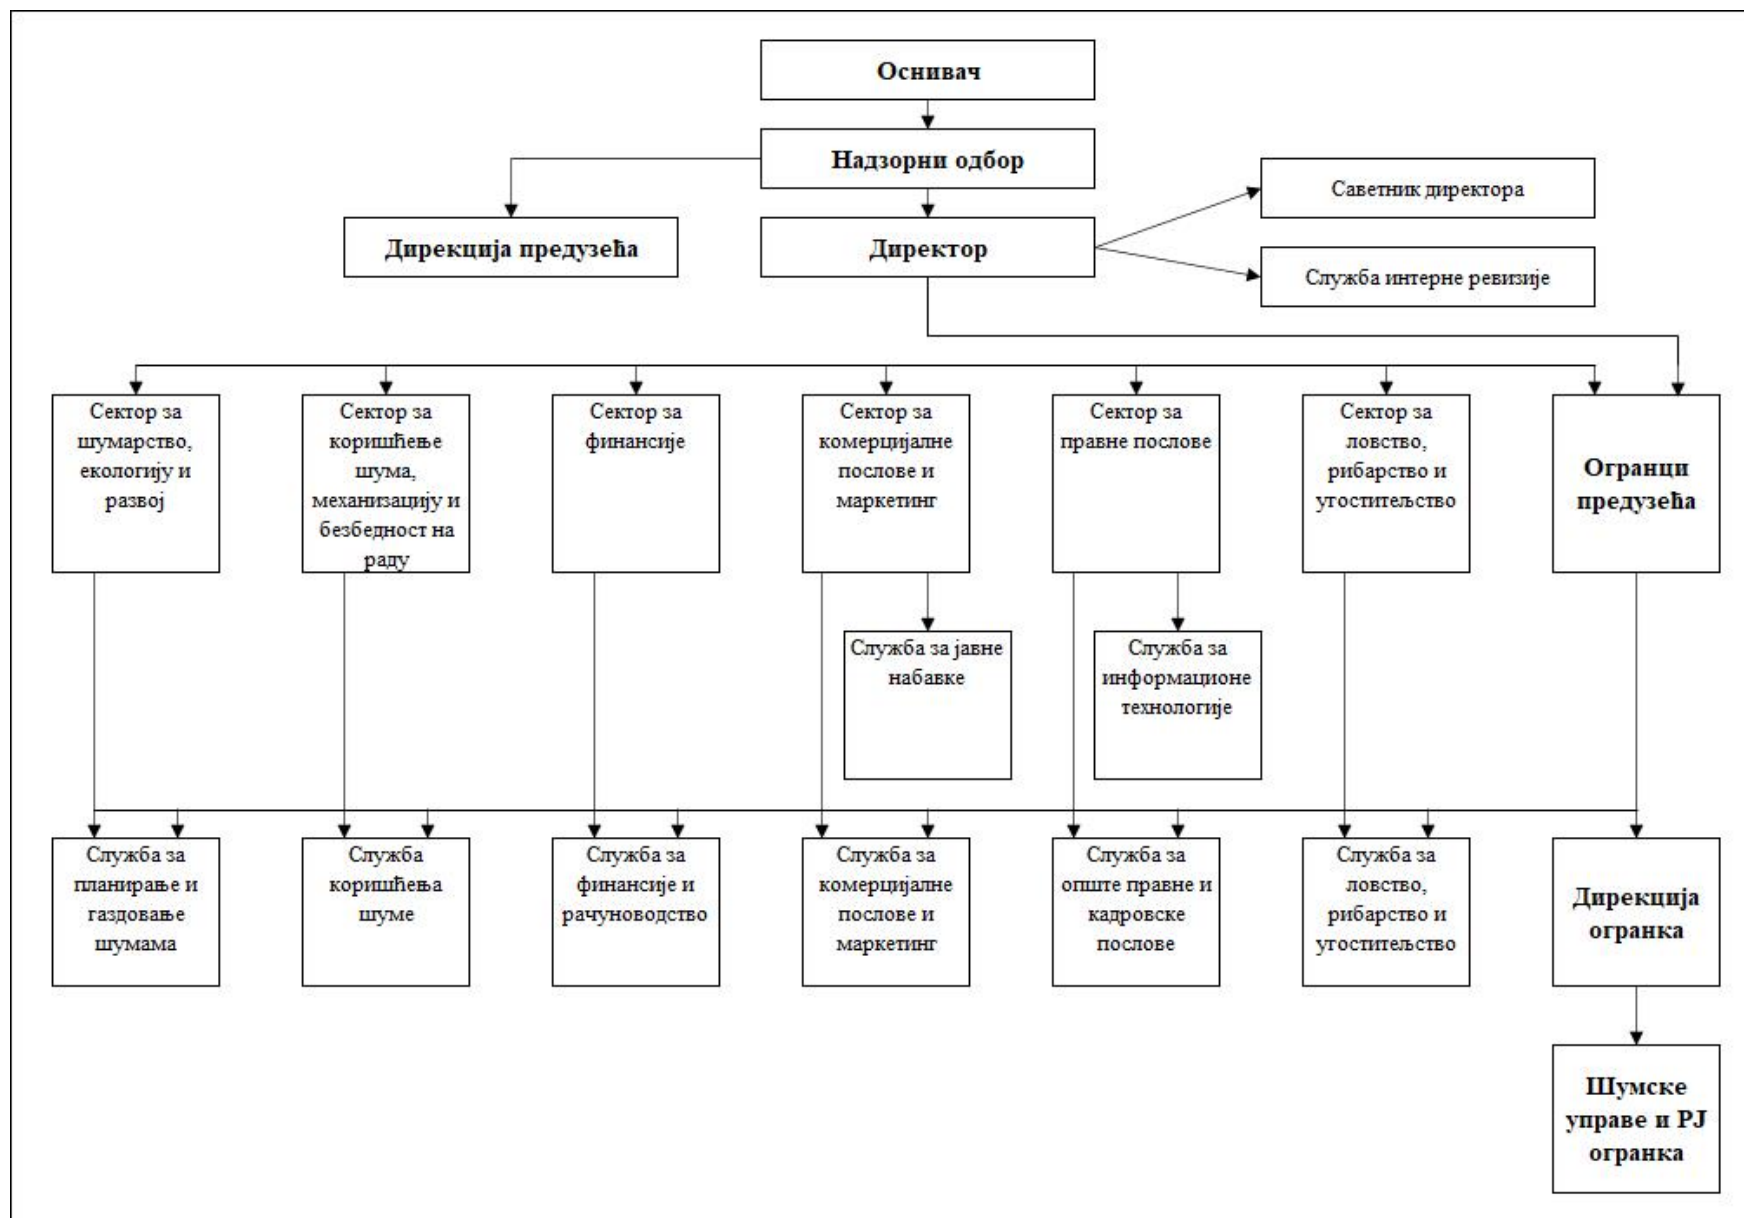 Оснивач
Надзорни одбор
Саветник директора
Дирекција предузећа
Директор
Служба интерне ревизије
Сектор за
шумарство,
екологију и
развој
Сектор за
коришћење
шума,
механизацију и
безбедност на
раду
Сектор за
финансије
Сектор за
комерцијалне
послове и
маркетинг
Сектор за
правне послове
Сектор за
ловство,
рибарство и
угоститељство
Огранци
предузећа
Служба за јавне
набавке
Служба за
информационе
технологије
Служба за
планирање и
газдовање
шумама
Служба
коришћења
шуме
Служба за
финансије и
рачуноводство
Служба за
комерцијалне
послове и
маркетинг
Служба за
опште правне и
кадровске
послове
Служба за
ловство,
рибарство и
угоститељство
Дирекција
огранка
Шумске
управе и РЈ
огранка